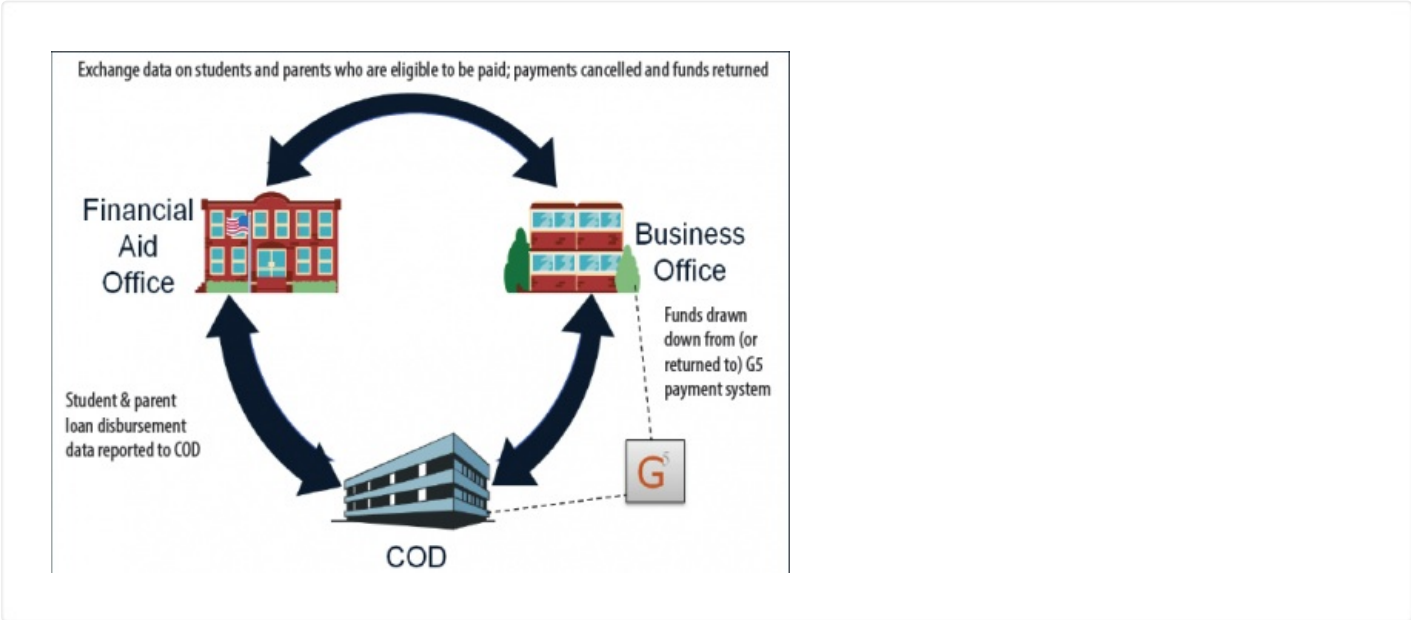 Exchange data on students and parents who are eligible to be paid; payments cancelled and funds returned
Financial
Aid
Office
Business
Office
Funds drawn
down from (or
returned to) G5
payment system
Student & parent
loan disbursement
data reported to COD
G5
COD